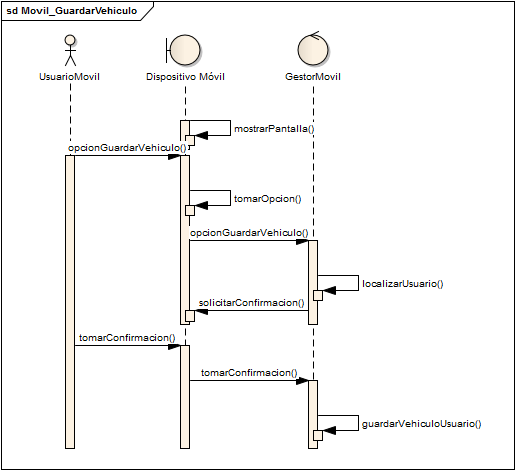 sd Movil_GuardarVehiculo
UsuarioMovil
Dispositivo Móvil
GestorMovil
mostrarPantalla()
opcionGuardarVehiculo()
tomarOpcion()
opcionGuardarVehiculo()
localizarUsuario()
solicitarConfirmacion()
tomarConfirmacion()
tomarConfirmacion()
guardarVehiculoUsuario()